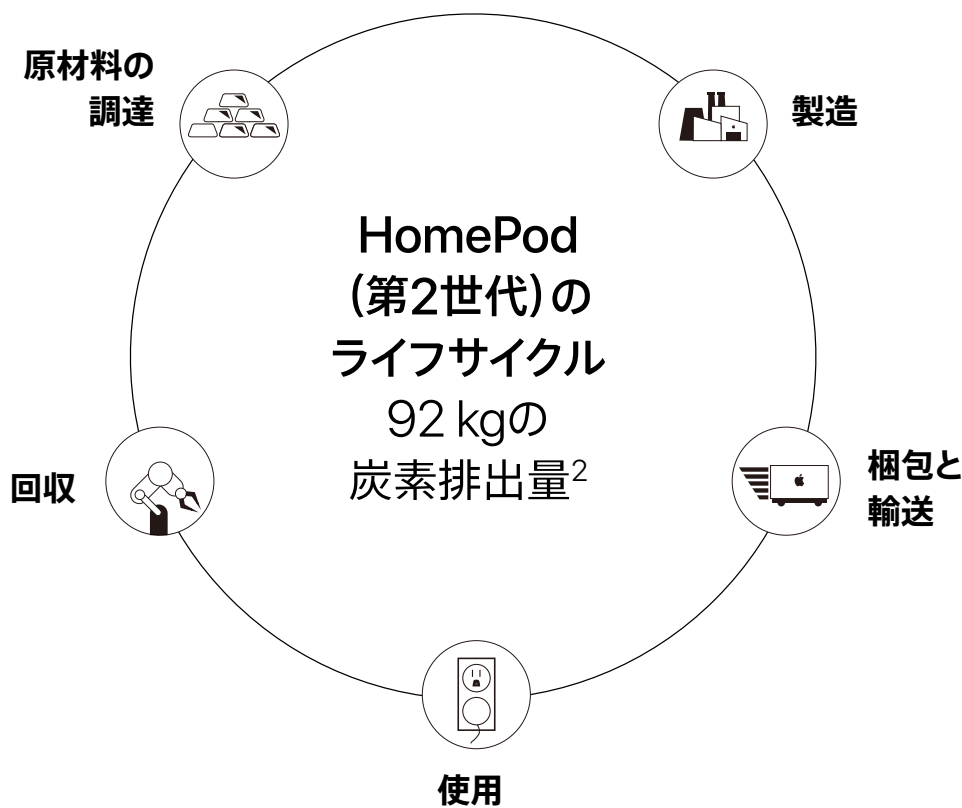 原材料の
調達
製造
HomePod
（第2世代）の
ライフサイクル
92 kgの
炭素排出量2
梱包と
輸送
回収
使用